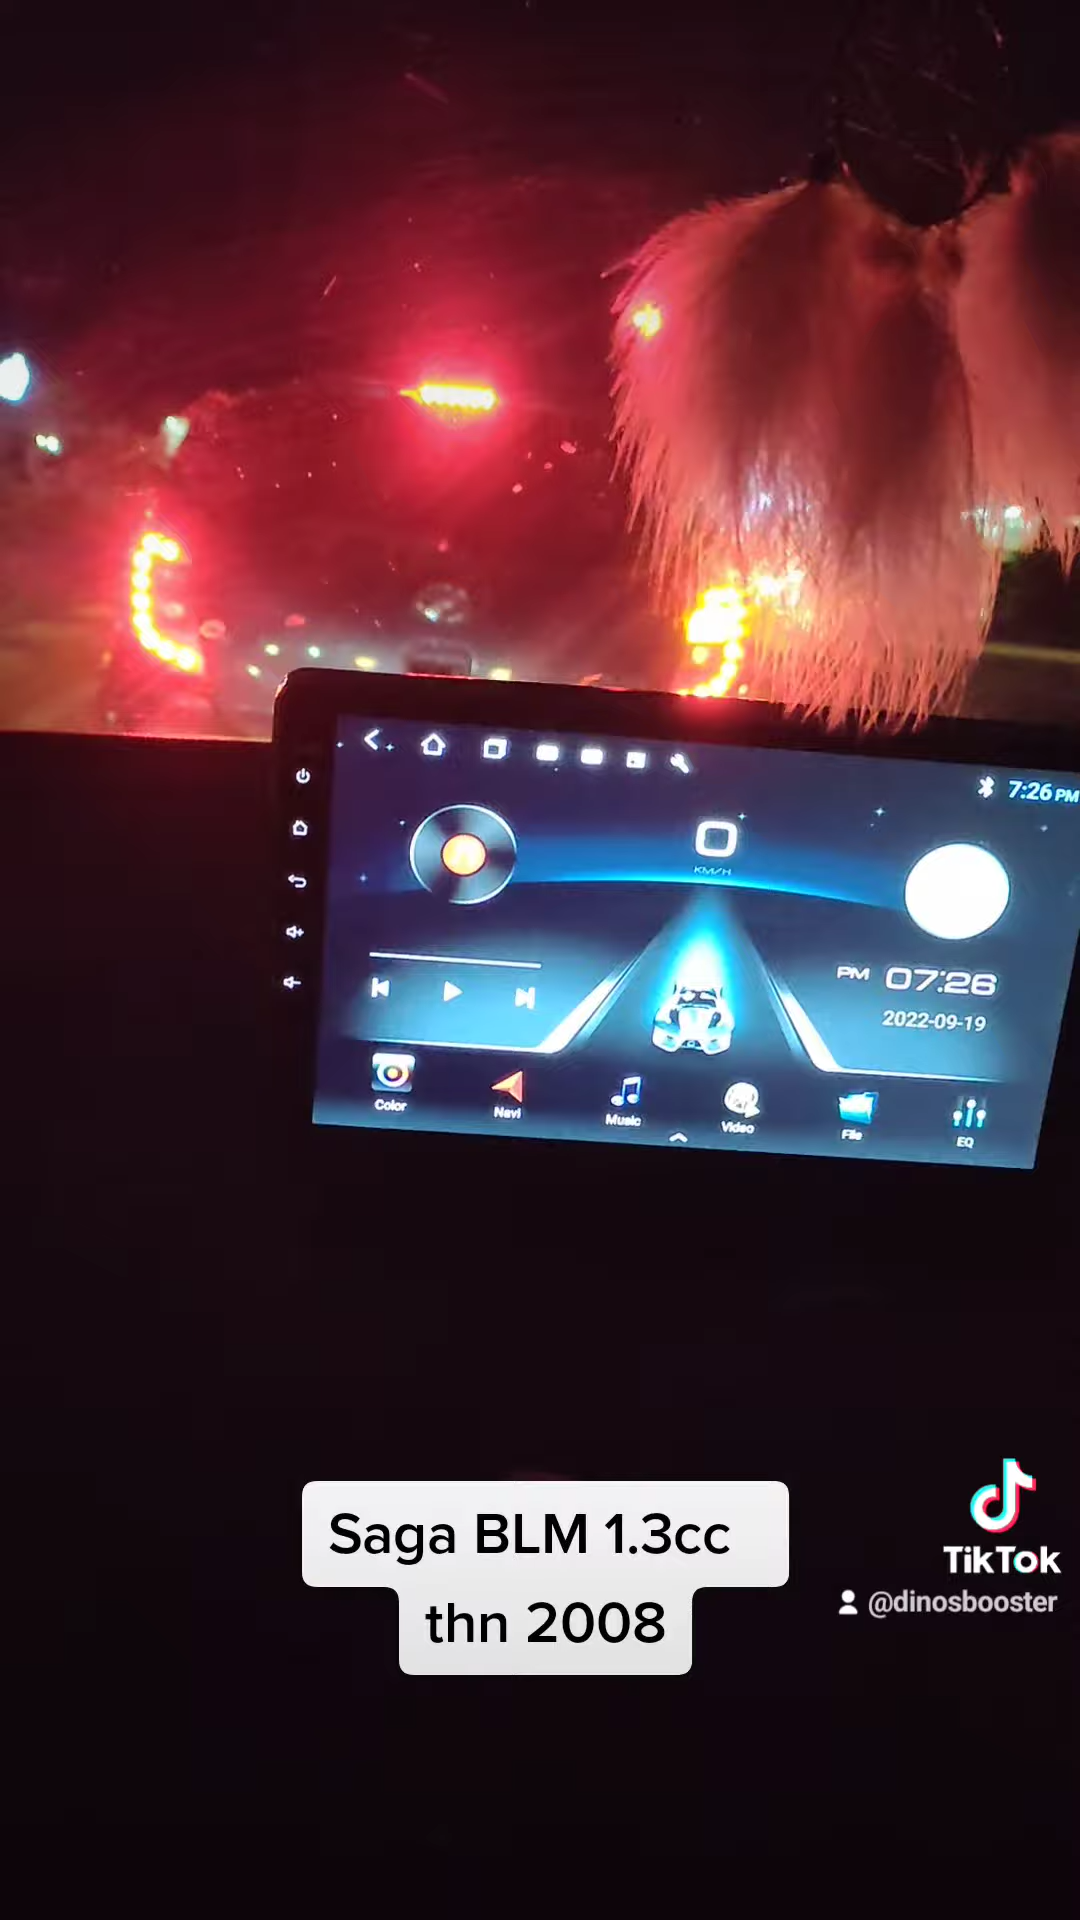 7:26 PM
0
KM/H
PM 07:26
2022-09-19
Color
Navi
Music
Video
File
EQ
Saga BLM 1.3cc
thn 2008
TikTok
@dinosbooster